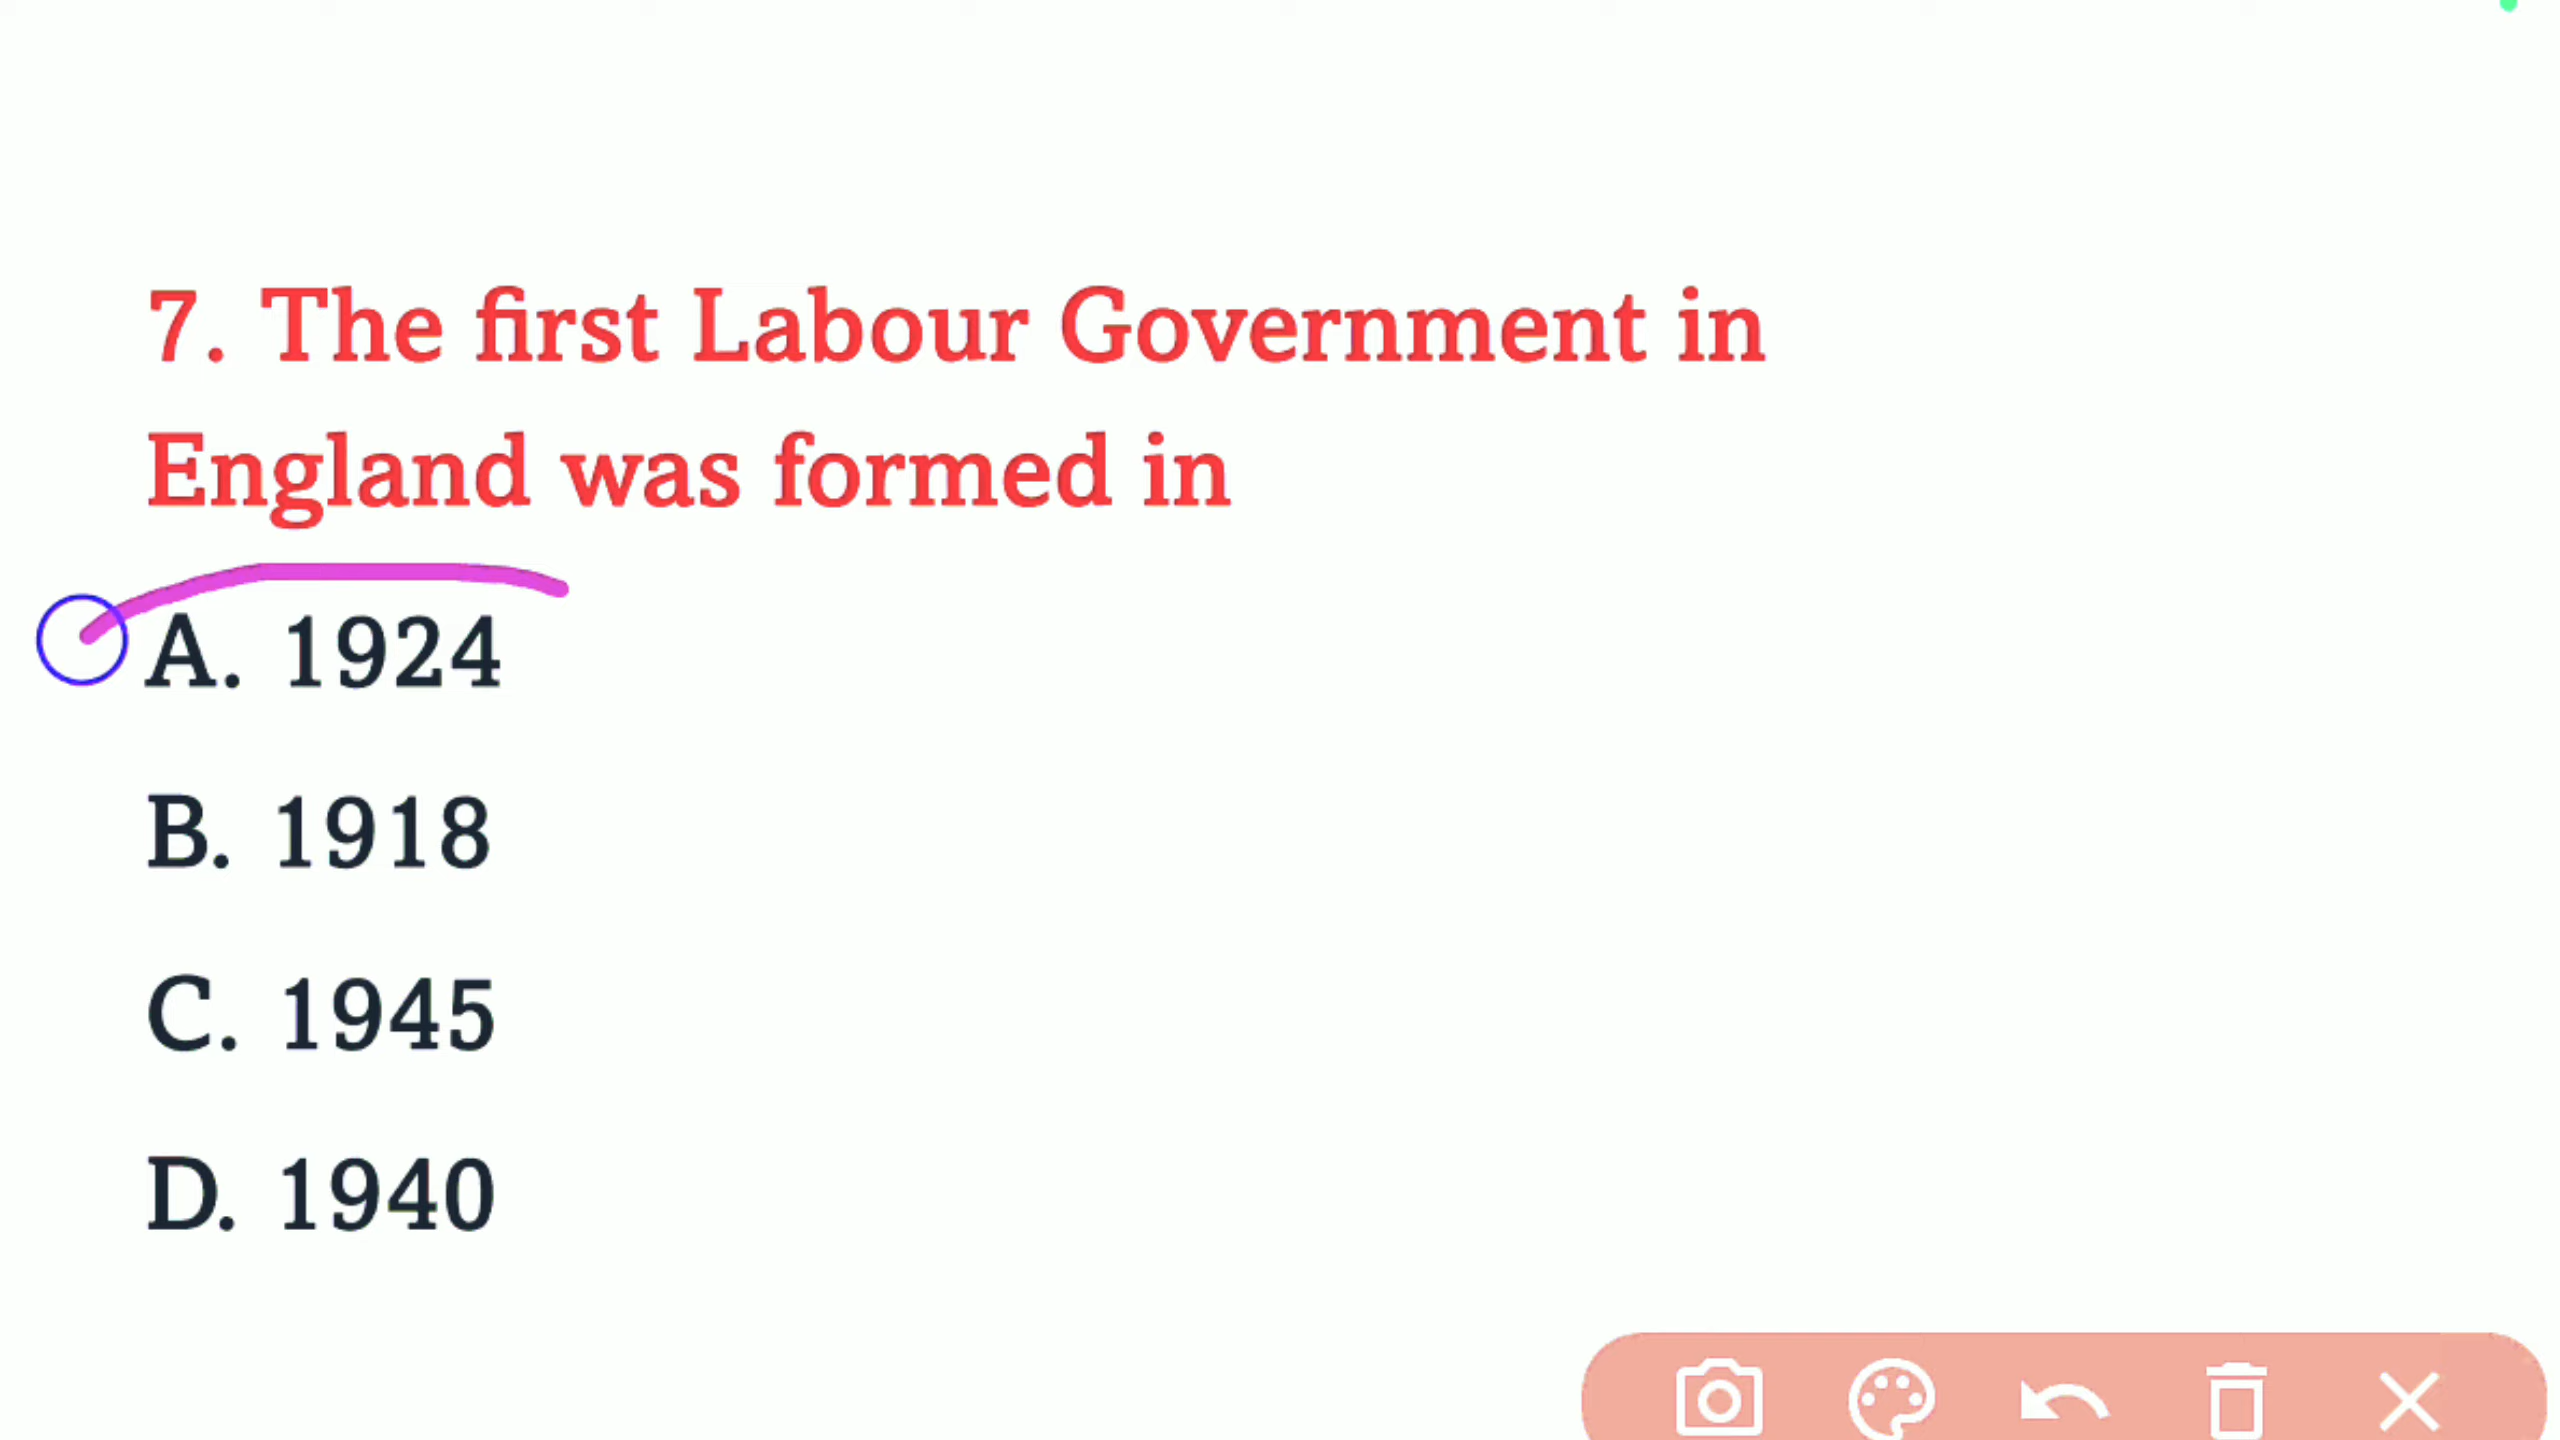 7. The first Labour Government in
England was formed in
A. 1924
B. 1918
C. 1945
D. 1940